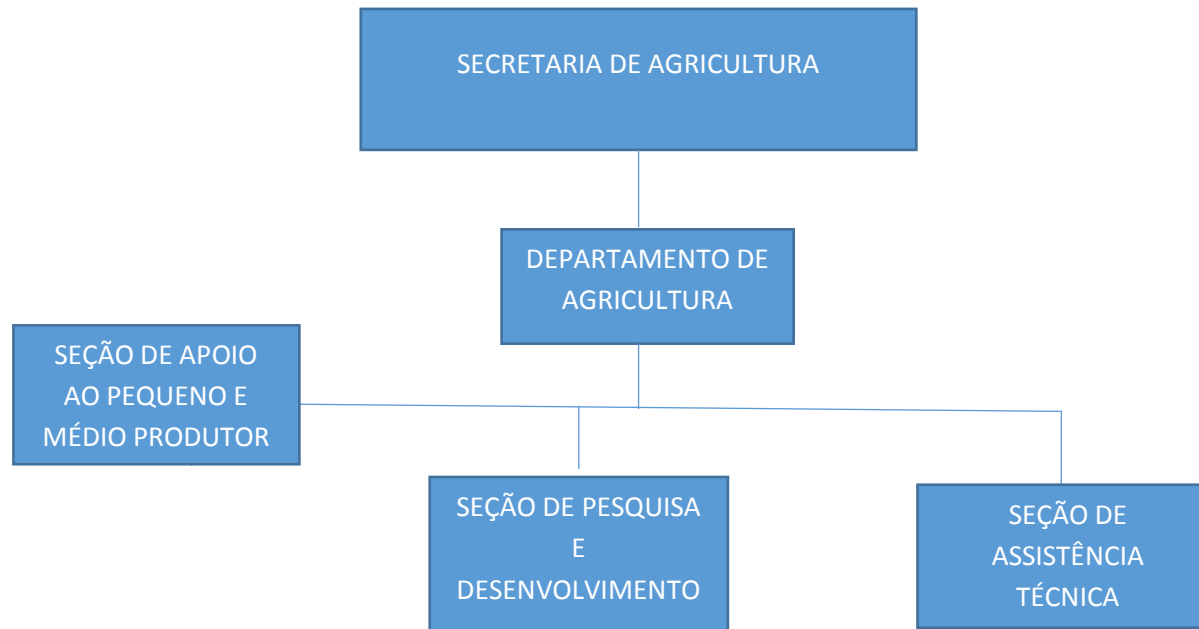 SECRETARIA DE AGRICULTURA
DEPARTAMENTO DE
AGRICULTURA
SEÇÃO DE APOIO
AO PEQUENO E
MÉDIO PRODUTOR
SEÇÃO DE PESQUISA
E
DESENVOLVIMENTO
SEÇÃO DE
ASSISTÊNCIA
TÉCNICA